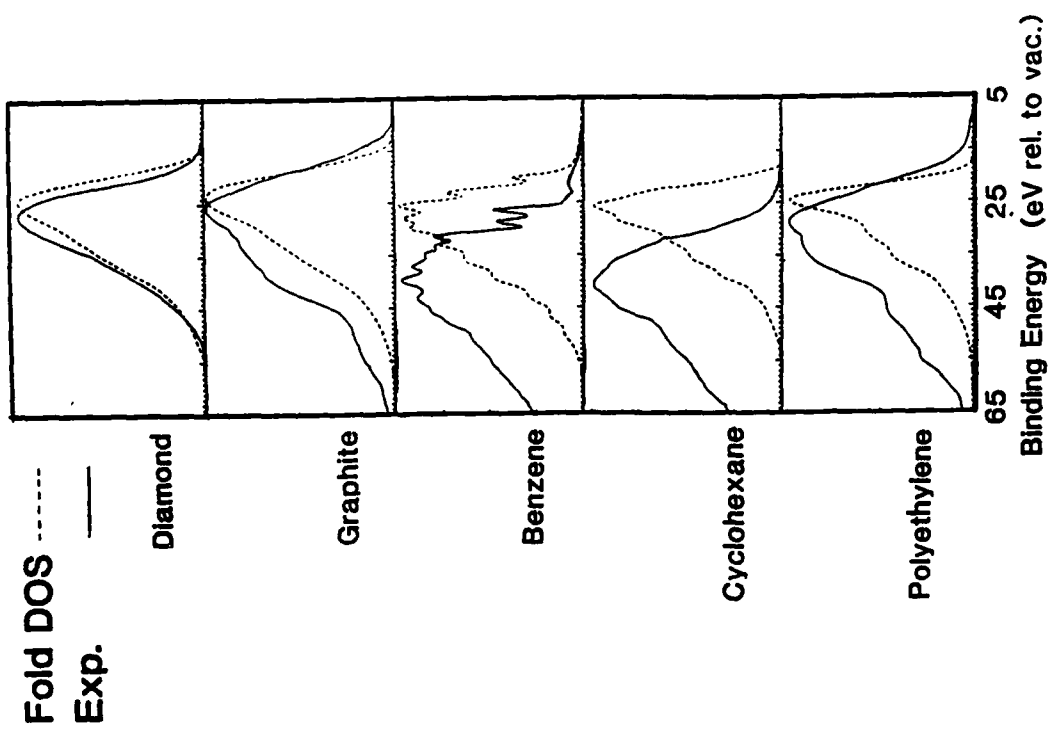 Fold DOS -----
Exp. ——
Diamond
Graphite
Benzene
Cyclohexane
Polyethylene
65 45 25 5
Binding Energy (eV rel. to vac.)